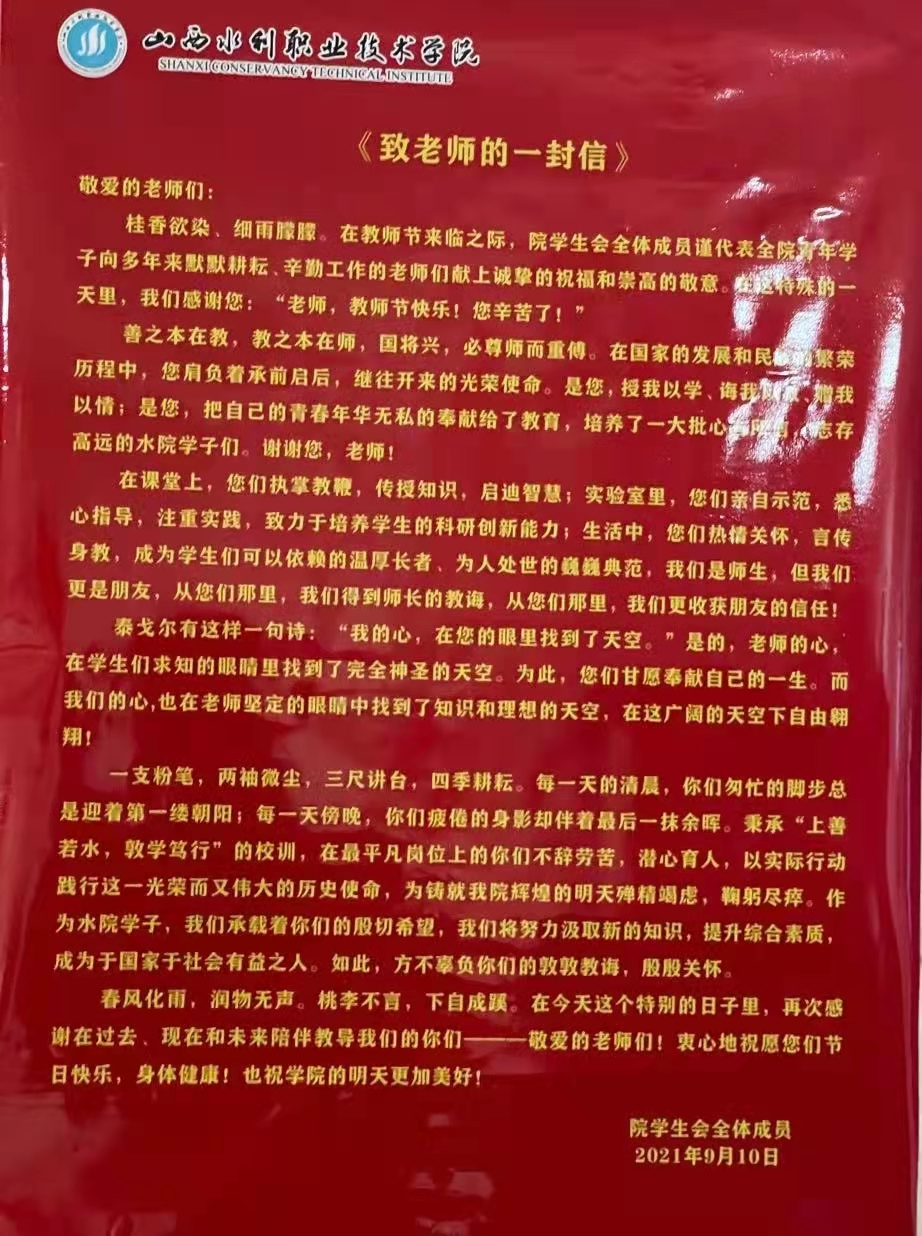 山西水利职业技术学院
SHANXI CONSERVANCY TECHNICAL INSTITUTE
《致老师的一封信》
敬爱的老师们：
桂香欲染、细雨朦朦。在教师节来临之际，院学生会全体成员谨代表全院青年学
子向多年来默默耕耘、辛勤工作的老师们献上诚挚的祝福和崇高的敬意。在这特殊的一
天里，我们感谢您：“老师，教师节快乐！您辛苦了！”
善之本在教，教之本在师，国将兴，必尊师而重傅。在国家的发展和民 繁荣
历程中，您肩负着承前启后，继往开来的光荣使命。是您，授我以学、诲我 、赠我
以情；是您，把自己的青春年华无私的奉献给了教育，培养了一大批心 ，志存
高远的水院学子们。谢谢您，老师！
在课堂上，您们执掌教鞭，传授知识，启迪智慧；实验室里，您们亲自示范，悉
心指导，注重实践，致力于培养学生的科研创新能力；生活中，您们热情关怀，言传
身教，成为学生们可以依赖的温厚长者、为人处世的巍巍典范，我们是师生，但我们
更是朋友，从您们那里，我们得到师长的教诲，从您们那里，我们更收获朋友的信任！
泰戈尔有这样一句诗：“我的心，在您的眼里找到了天空。”是的，老师的心，
在学生们求知的眼睛里找到了完全神圣的天空。为此，您们甘愿奉献自己的一生。而
我们的心,也在老师坚定的眼睛中找到了知识和理想的天空，在这广阔的天空下自由翱
翔！
一支粉笔，两袖微尘，三尺讲台，四季耕耘。每一天的清晨，你们匆忙的脚步总
是迎着第一缕朝阳；每一天傍晚，你们疲倦的身影却伴着最后一抹余晖。秉承“上善
若水，敦学笃行”的校训，在最平凡岗位上的你们不辞劳苦，潜心育人，以实际行动
践行这一光荣而又伟大的历史使命，为铸就我院辉煌的明天殚精竭虑，鞠躬尽瘁。作
为水院学子，我们承载着你们的殷切希望，我们将努力汲取新的知识，提升综合素质，
成为于国家于社会有益之人。如此，方不辜负你们的敦敦教诲，殷殷关怀。
春风化雨，润物无声。桃李不言，下自成蹊。在今天这个特别的日子里，再次感
谢在过去、现在和未来陪伴教导我们的你们———敬爱的老师们！衷心地祝愿您们节
日快乐，身体健康！也祝学院的明天更加美好！
院学生会全体成员
2021年9月10日